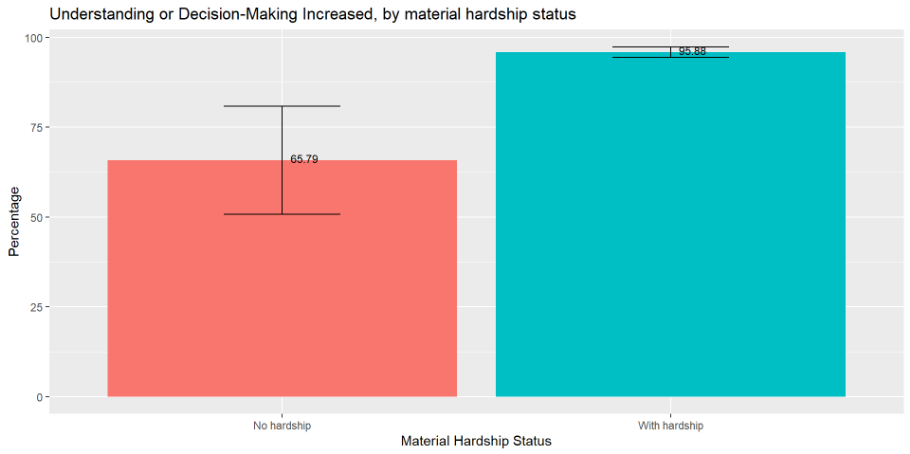 Understanding or Decision-Making Increased, by material hardship status
100
75
50
25
0
Percentage
65.79
95.88
No hardship
With hardship
Material Hardship Status